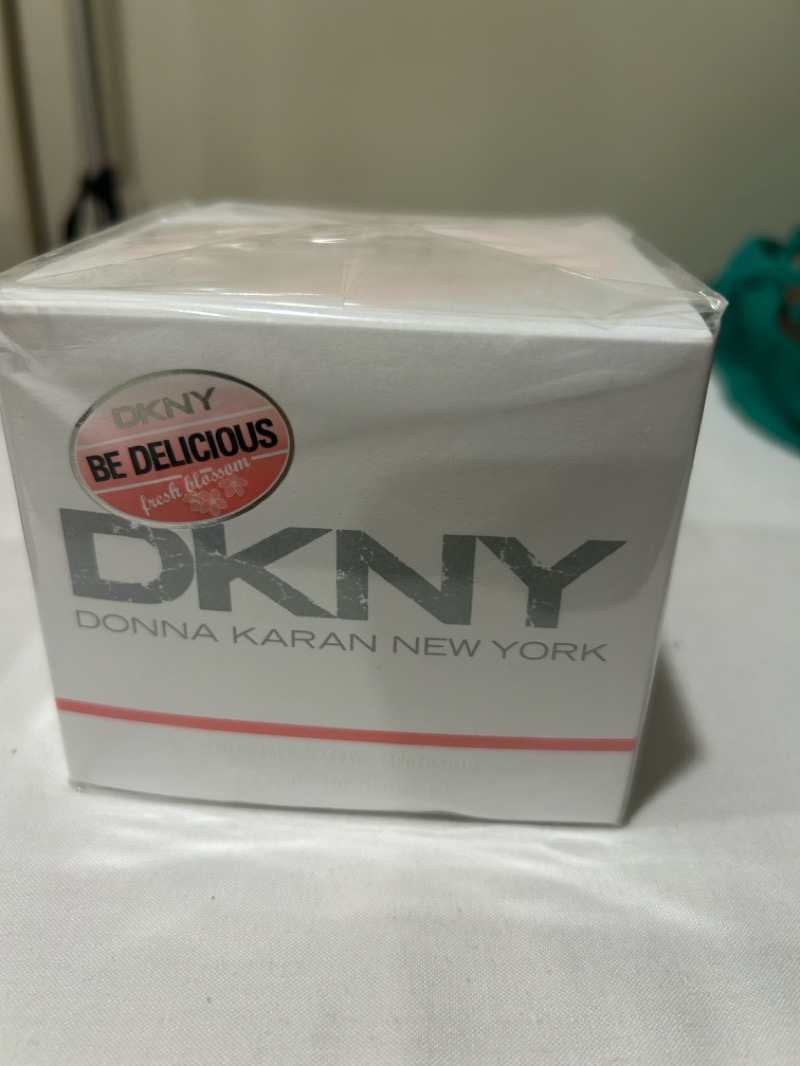 DKNY
BE DELICIOUS
fresh blossom
DKNY
DONNA KARAN NEW YORK